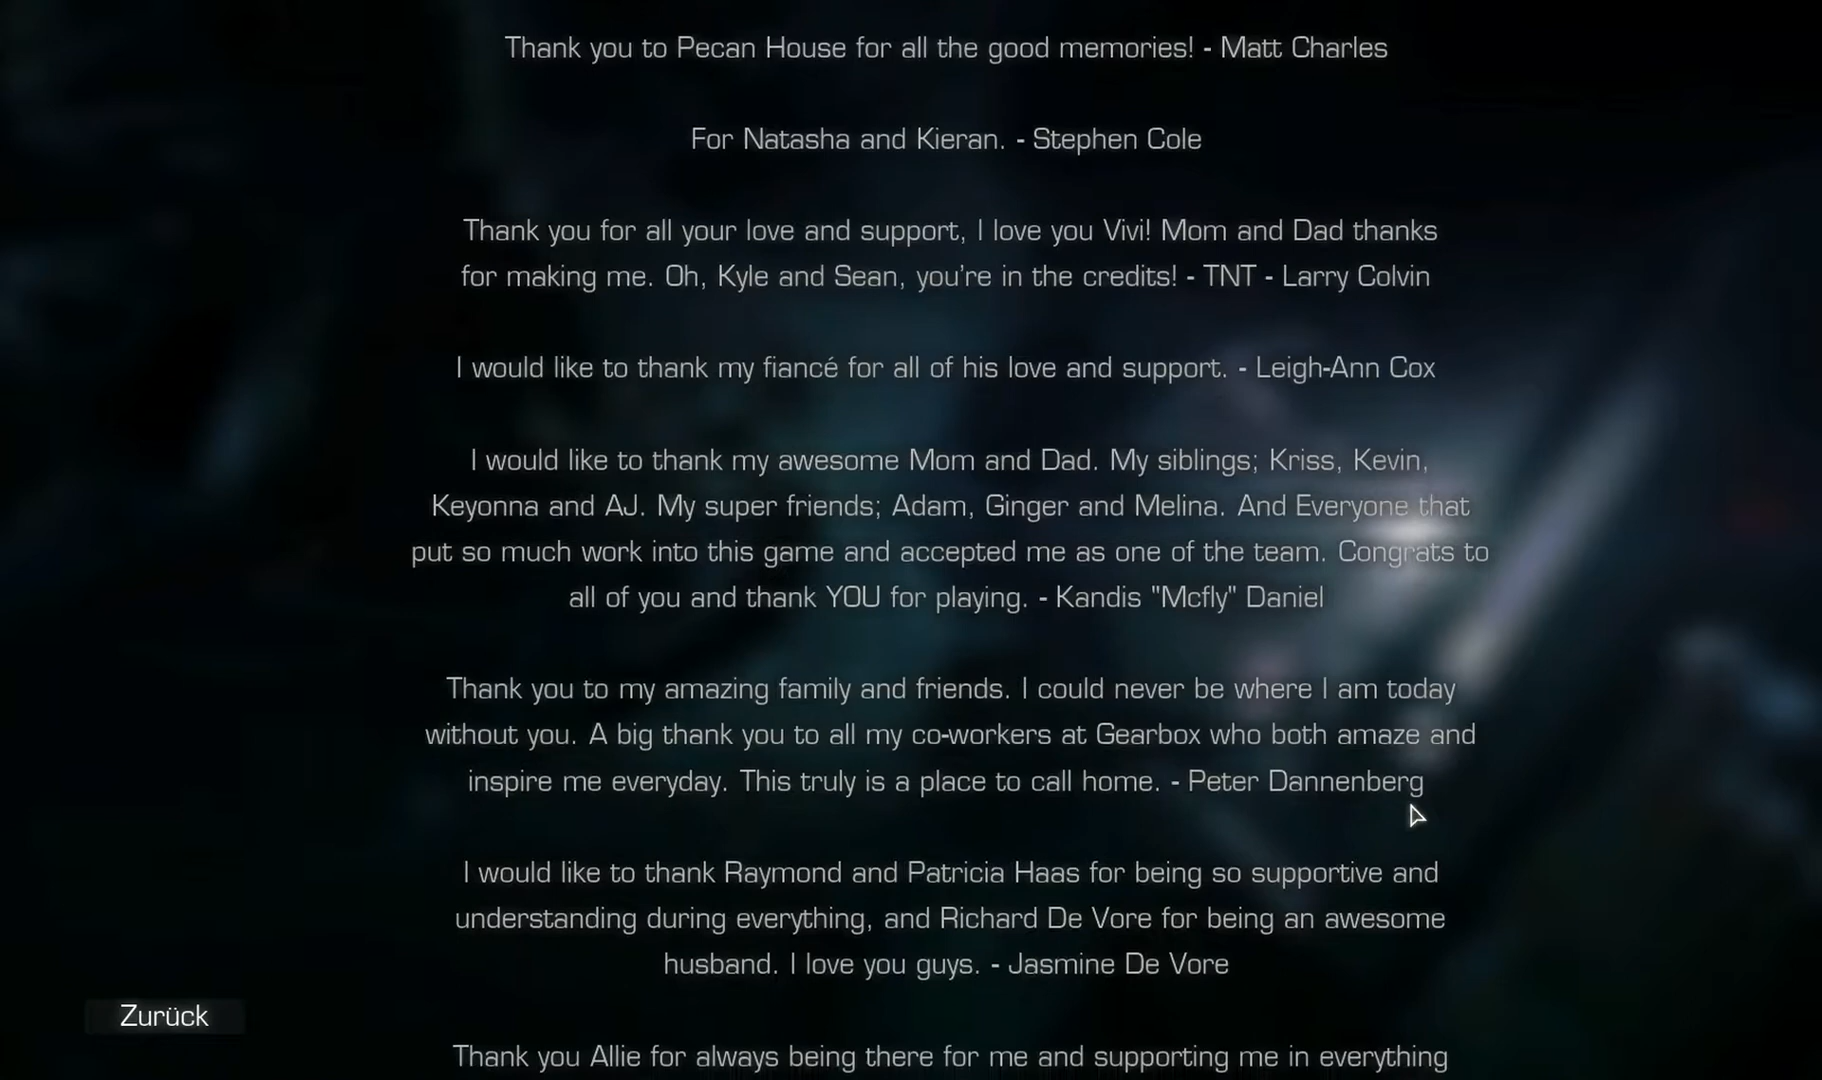 Thank you to Pecan House for all the good memories! - Matt Charles
For Natasha and Kieran. - Stephen Cole
Thank you for all your love and support, I love you Vivi! Mom and Dad thanks
for making me. Oh, Kyle and Sean, you're in the credits! - TNT - Larry Colvin
I would like to thank my fiancé for all of his love and support. - Leigh-Ann Cox
I would like to thank my awesome Mom and Dad. My siblings; Kriss, Kevin,
Keyonna and AJ. My super friends; Adam, Ginger and Melina. And Everyone that
put so much work into this game and accepted me as one of the team. Congrats to
all of you and thank YOU for playing. - Kandis "Mcfly" Daniel
Thank you to my amazing family and friends. I could never be where I am today
without you. A big thank you to all my co-workers at Gearbox who both amaze and
inspire me everyday. This truly is a place to call home. - Peter Dannenberg
I would like to thank Raymond and Patricia Haas for being so supportive and
understanding during everything, and Richard De Vore for being an awesome
husband. I love you guys. - Jasmine De Vore
Zurück
Thank you Allie for always being there for me and supporting me in everything